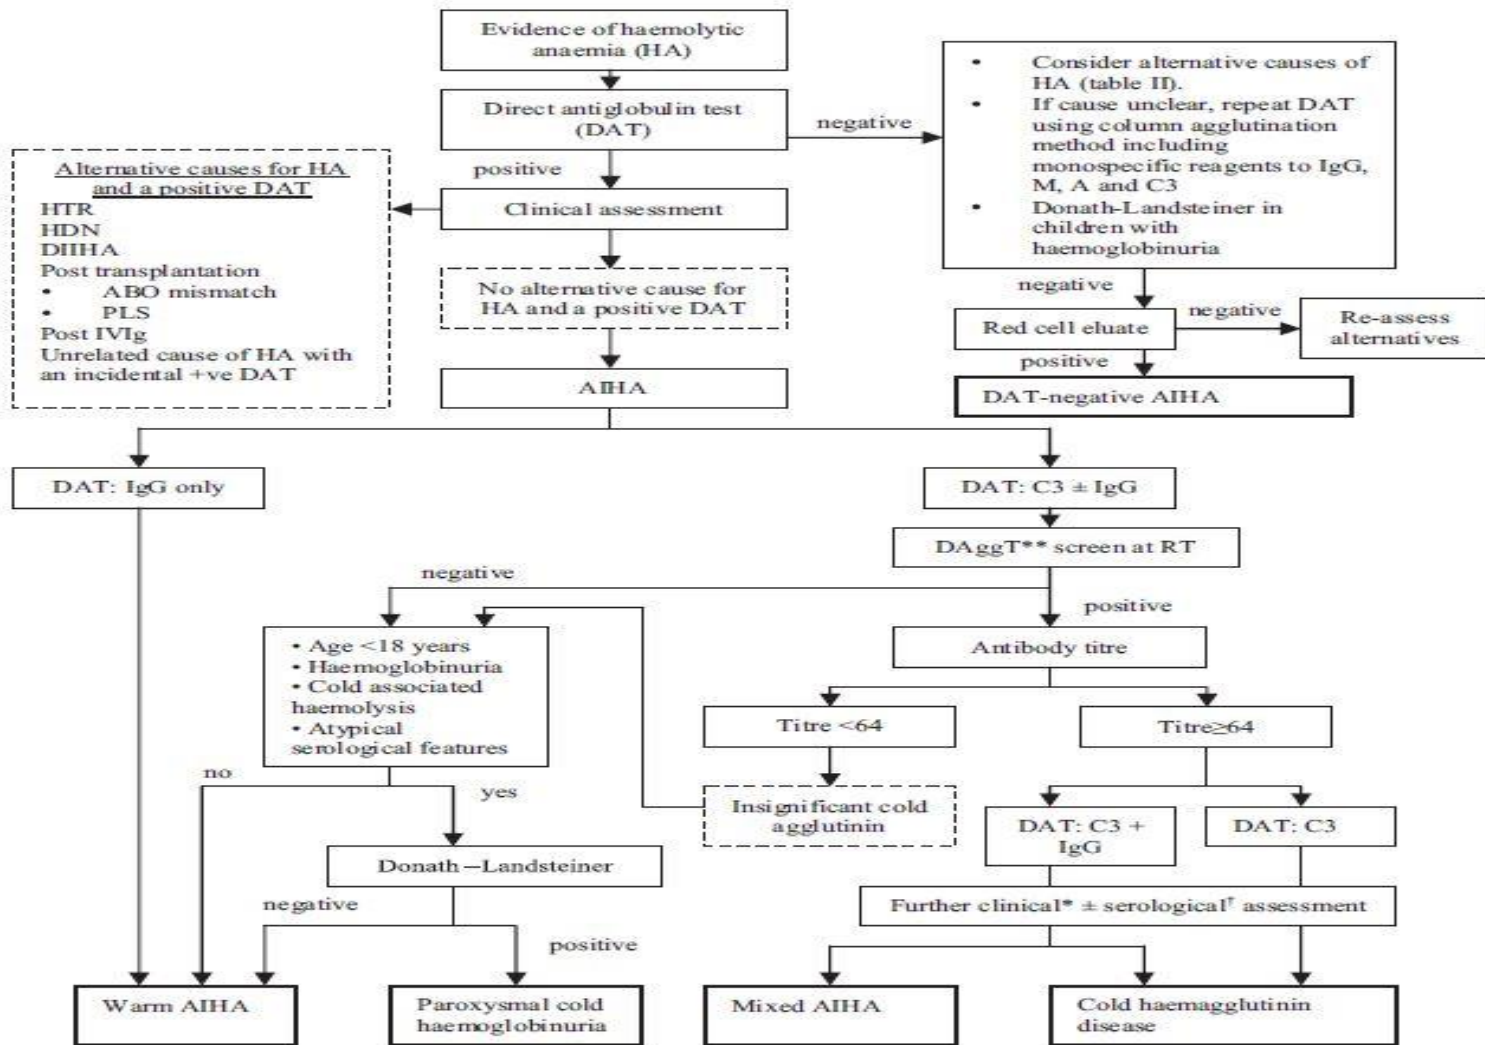 Evidence of haemolytic
anaemia (HA)
• Consider alternative causes of
HA (table II).
• If cause unclear, repeat DAT
using column agglutination
method including
monospecific reagents to IgG,
M, A and C3
• Donath-Landsteiner in
children with
haemoglobinuria
Direct antiglobulin test
(DAT)
negative
positive
Alternative causes for HA
and a positive DAT
HTR
HDN
DIIHA
Post transplantation
• ABO mismatch
• PLS
Post IVIg
Unrelated cause of HA with
an incidental +ve DAT
Clinical assessment
No alternative cause for
HA and a positive DAT
negative
Red cell eluate
negative
Re-assess
alternatives
positive
AIHA
DAT-negative AIHA
DAT: IgG only
DAT: C3 ± IgG
DAggT** screen at RT
negative
positive
• Age <18 years
• Haemoglobinuria
• Cold associated
haemolysis
• Atypical
serological features
Antibody titre
Titre <64
Titre≥64
no
yes
Insignificant cold
agglutinin
DAT: C3 +
IgG
DAT: C3
Donath–Landsteiner
negative
positive
Further clinical* ± serological† assessment
Warm AIHA
Paroxysmal cold
haemoglobinuria
Mixed AIHA
Cold haemagglutinin
disease